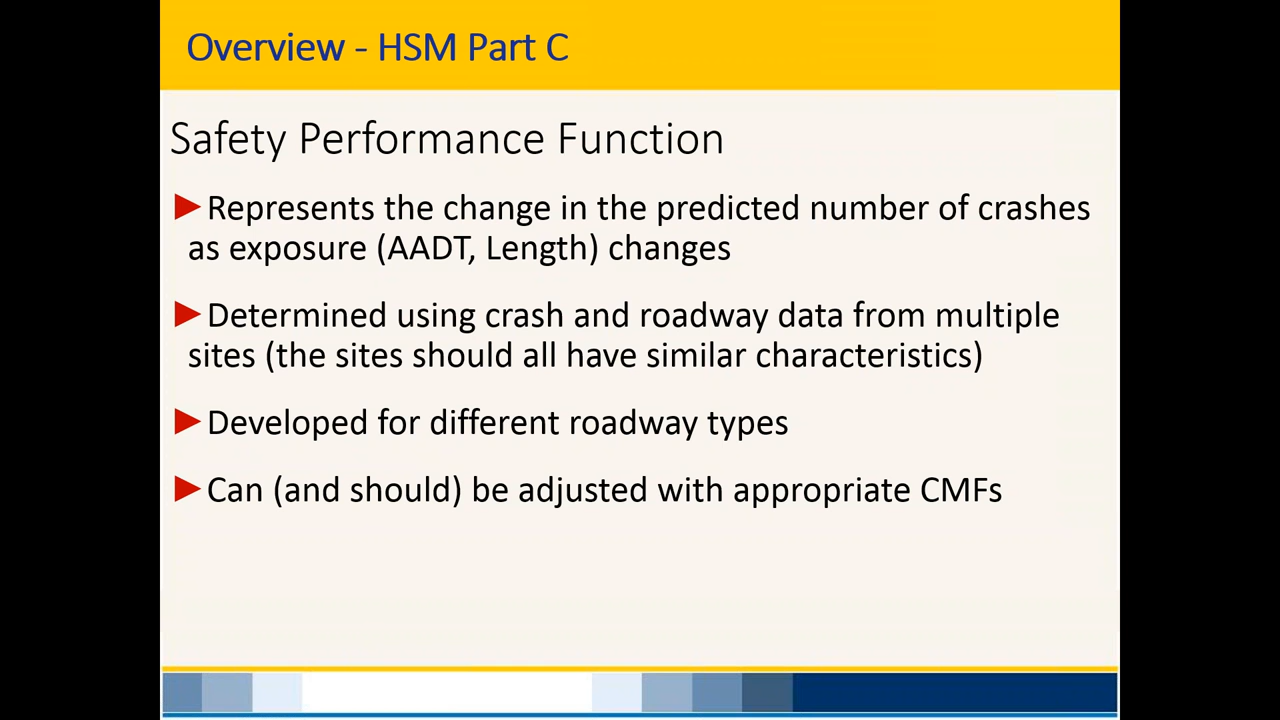 Overview - HSM Part C
Safety Performance Function
►Represents the change in the predicted number of crashes
as exposure (AADT, Length) changes
►Determined using crash and roadway data from multiple
sites (the sites should all have similar characteristics)
►Developed for different roadway types
►Can (and should) be adjusted with appropriate CMFs